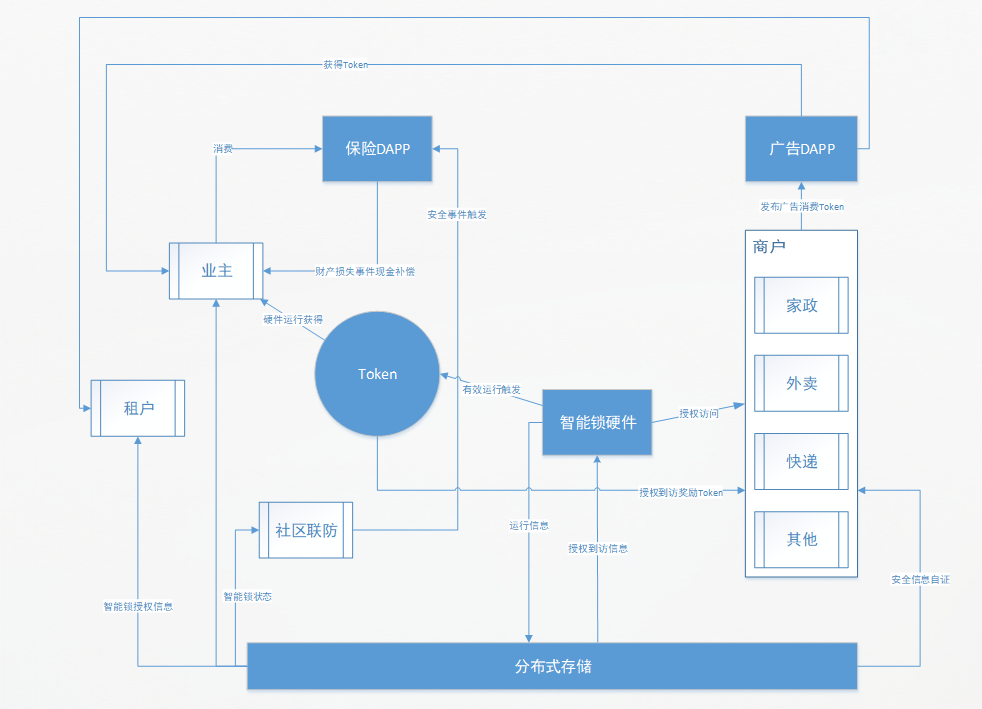 获得Token
消费
保险DAPP
广告DAPP
安全事件触发
发布广告消费Token
商户
业主
财产损失事件现金补偿
家政
硬件运行获得
Token
有效运行触发
外卖
租户
智能锁硬件
授权访问
快递
授权到访奖励Token
社区联防
运行信息
其他
授权到访信息
安全信息自证
智能锁状态
智能锁授权信息
分布式存储